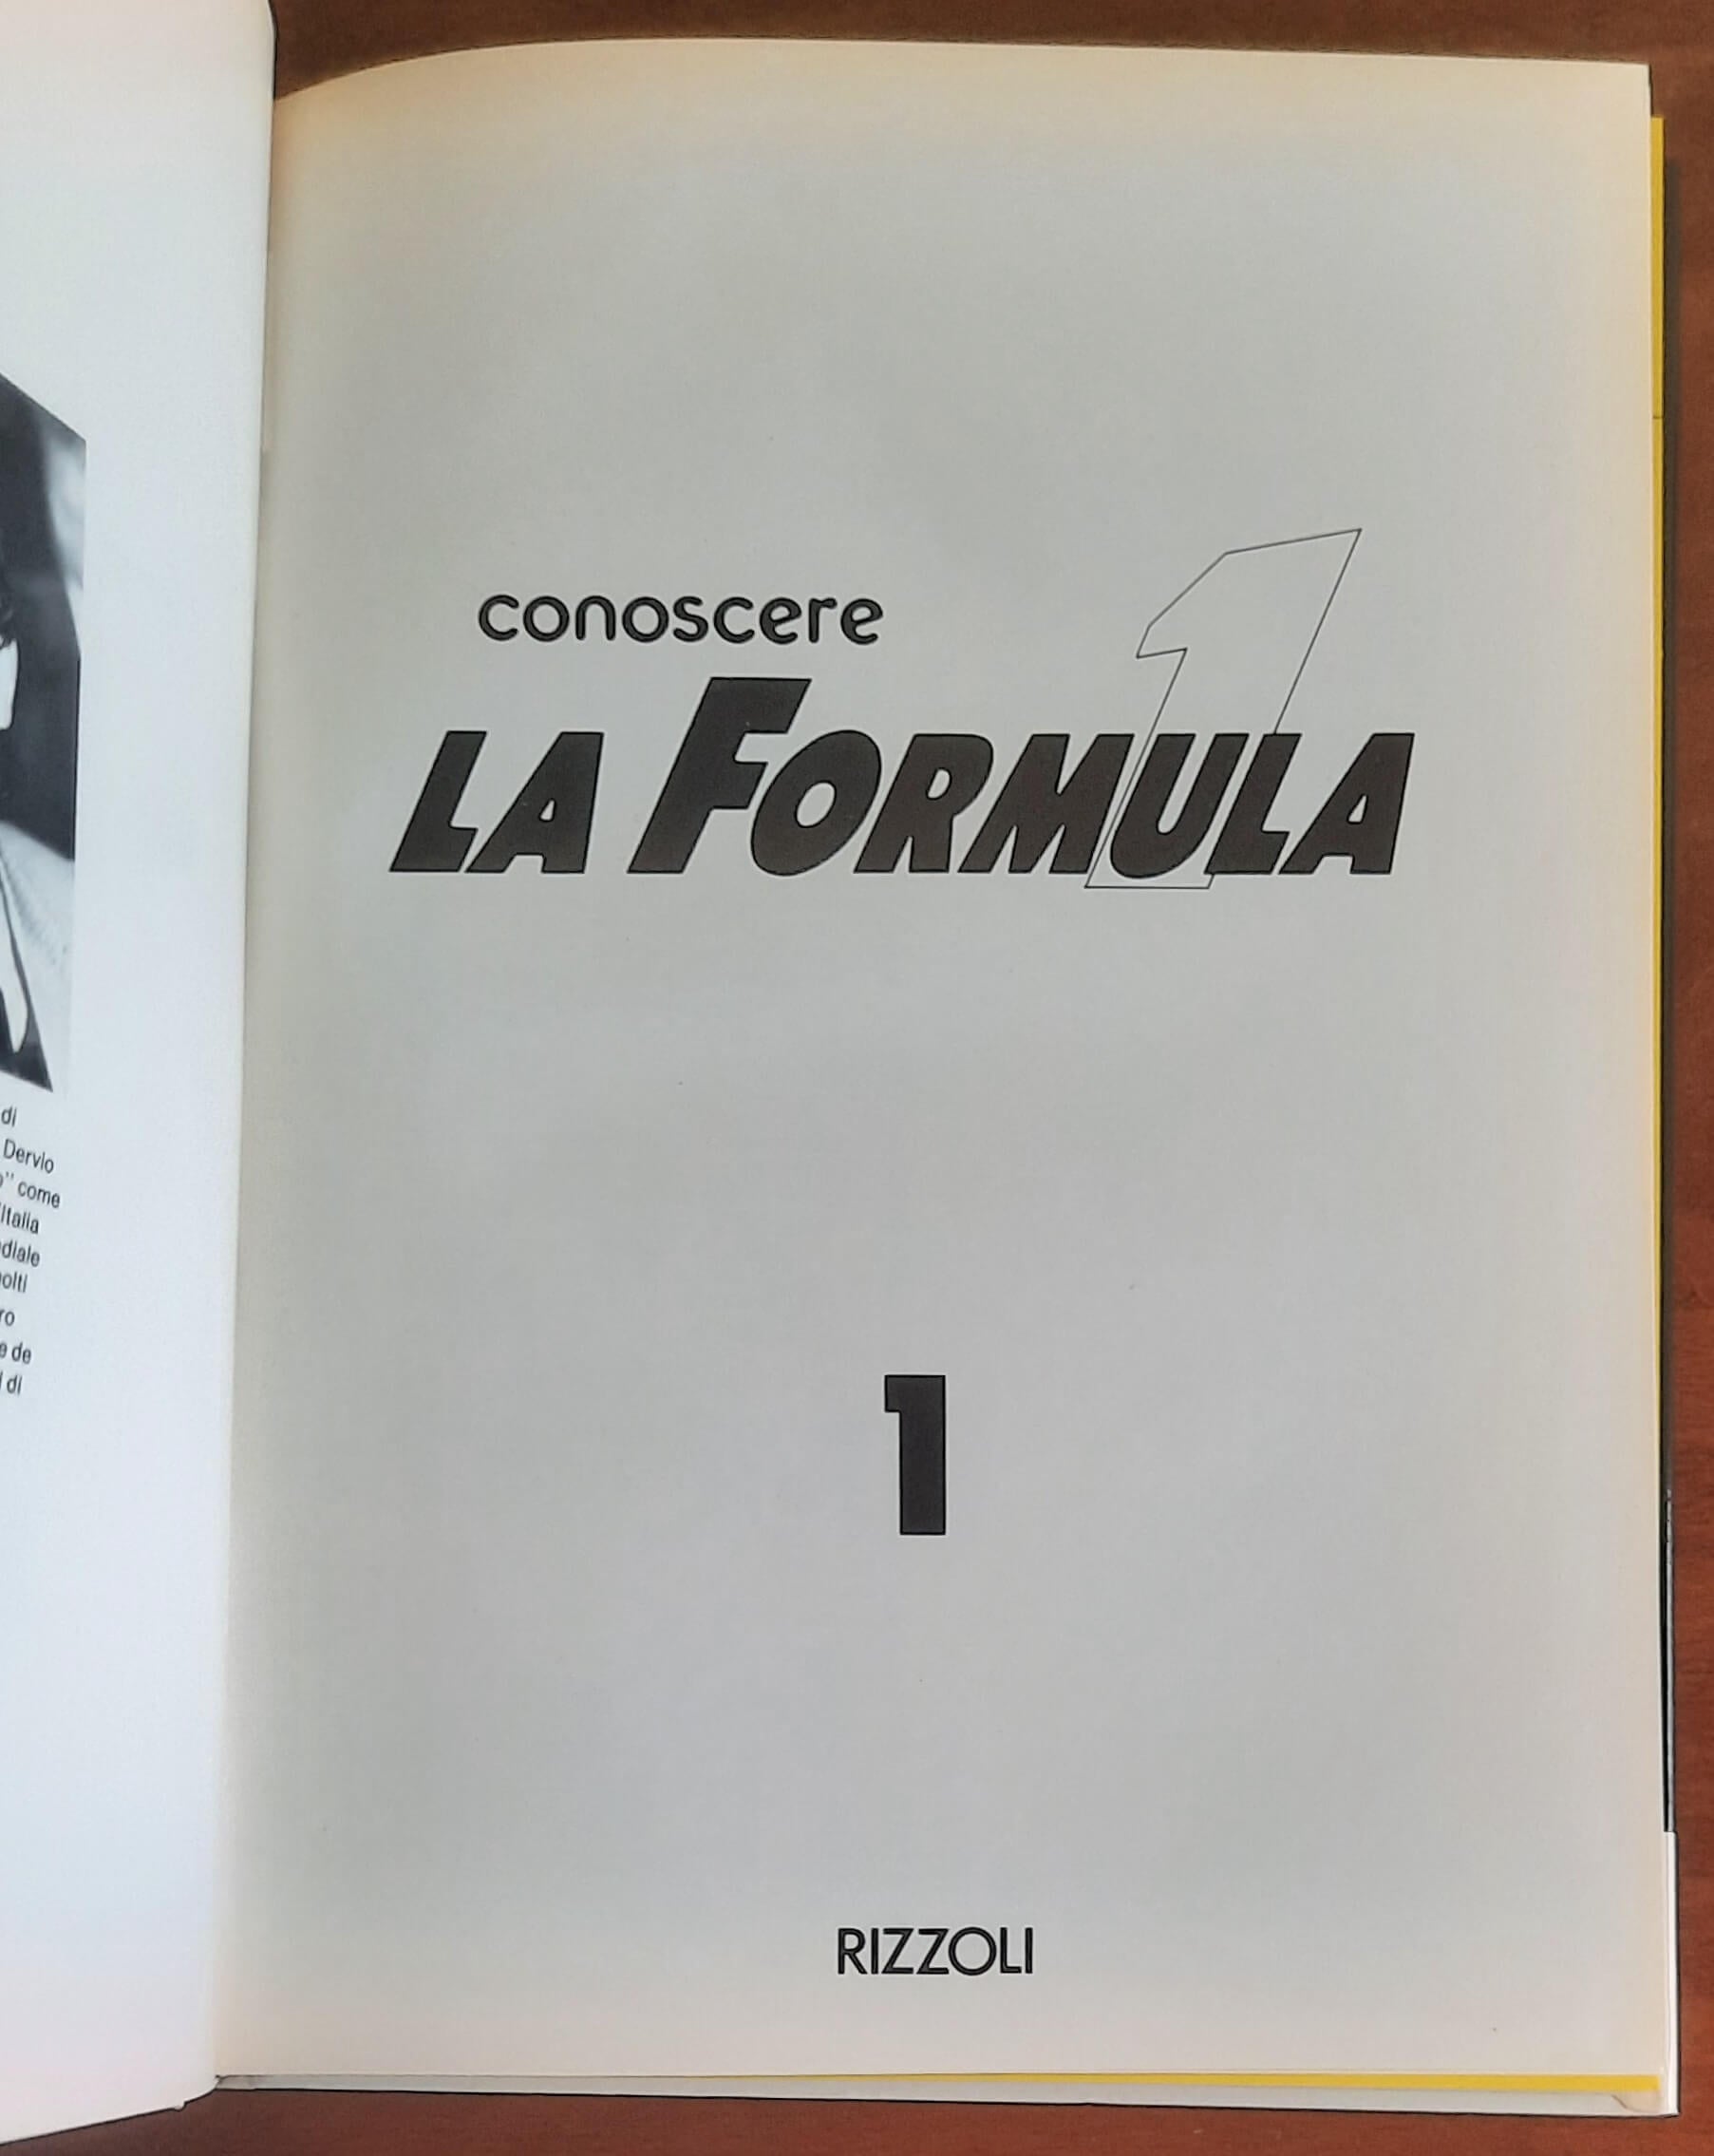 di
Dervio
" come
Italia
diale
olti
ro
e de
di
conoscere
LA FORMULA 1
1
RIZZOLI